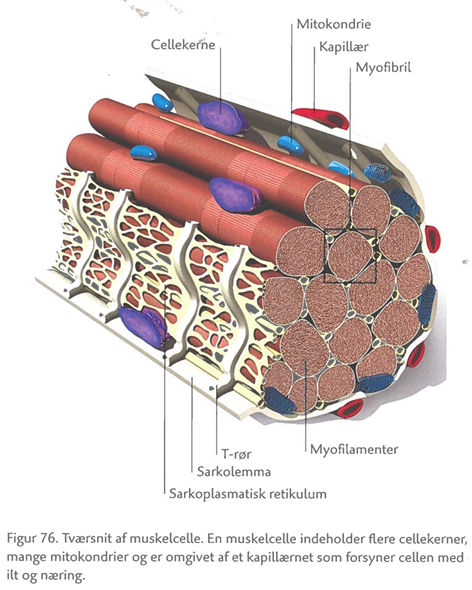 Mitokondrie
Cellekerne
Kapillær
Myofibril
T-rør
Myofilamenter
Sarkolemma
Sarkoplasmatisk retikulum
Figur 76. Tværsnit af muskelcelle. En muskelcelle indeholder flere cellekerner,
mange mitokondrier og er omgivet af et kapillærnet som forsyner cellen med
ilt og næring.